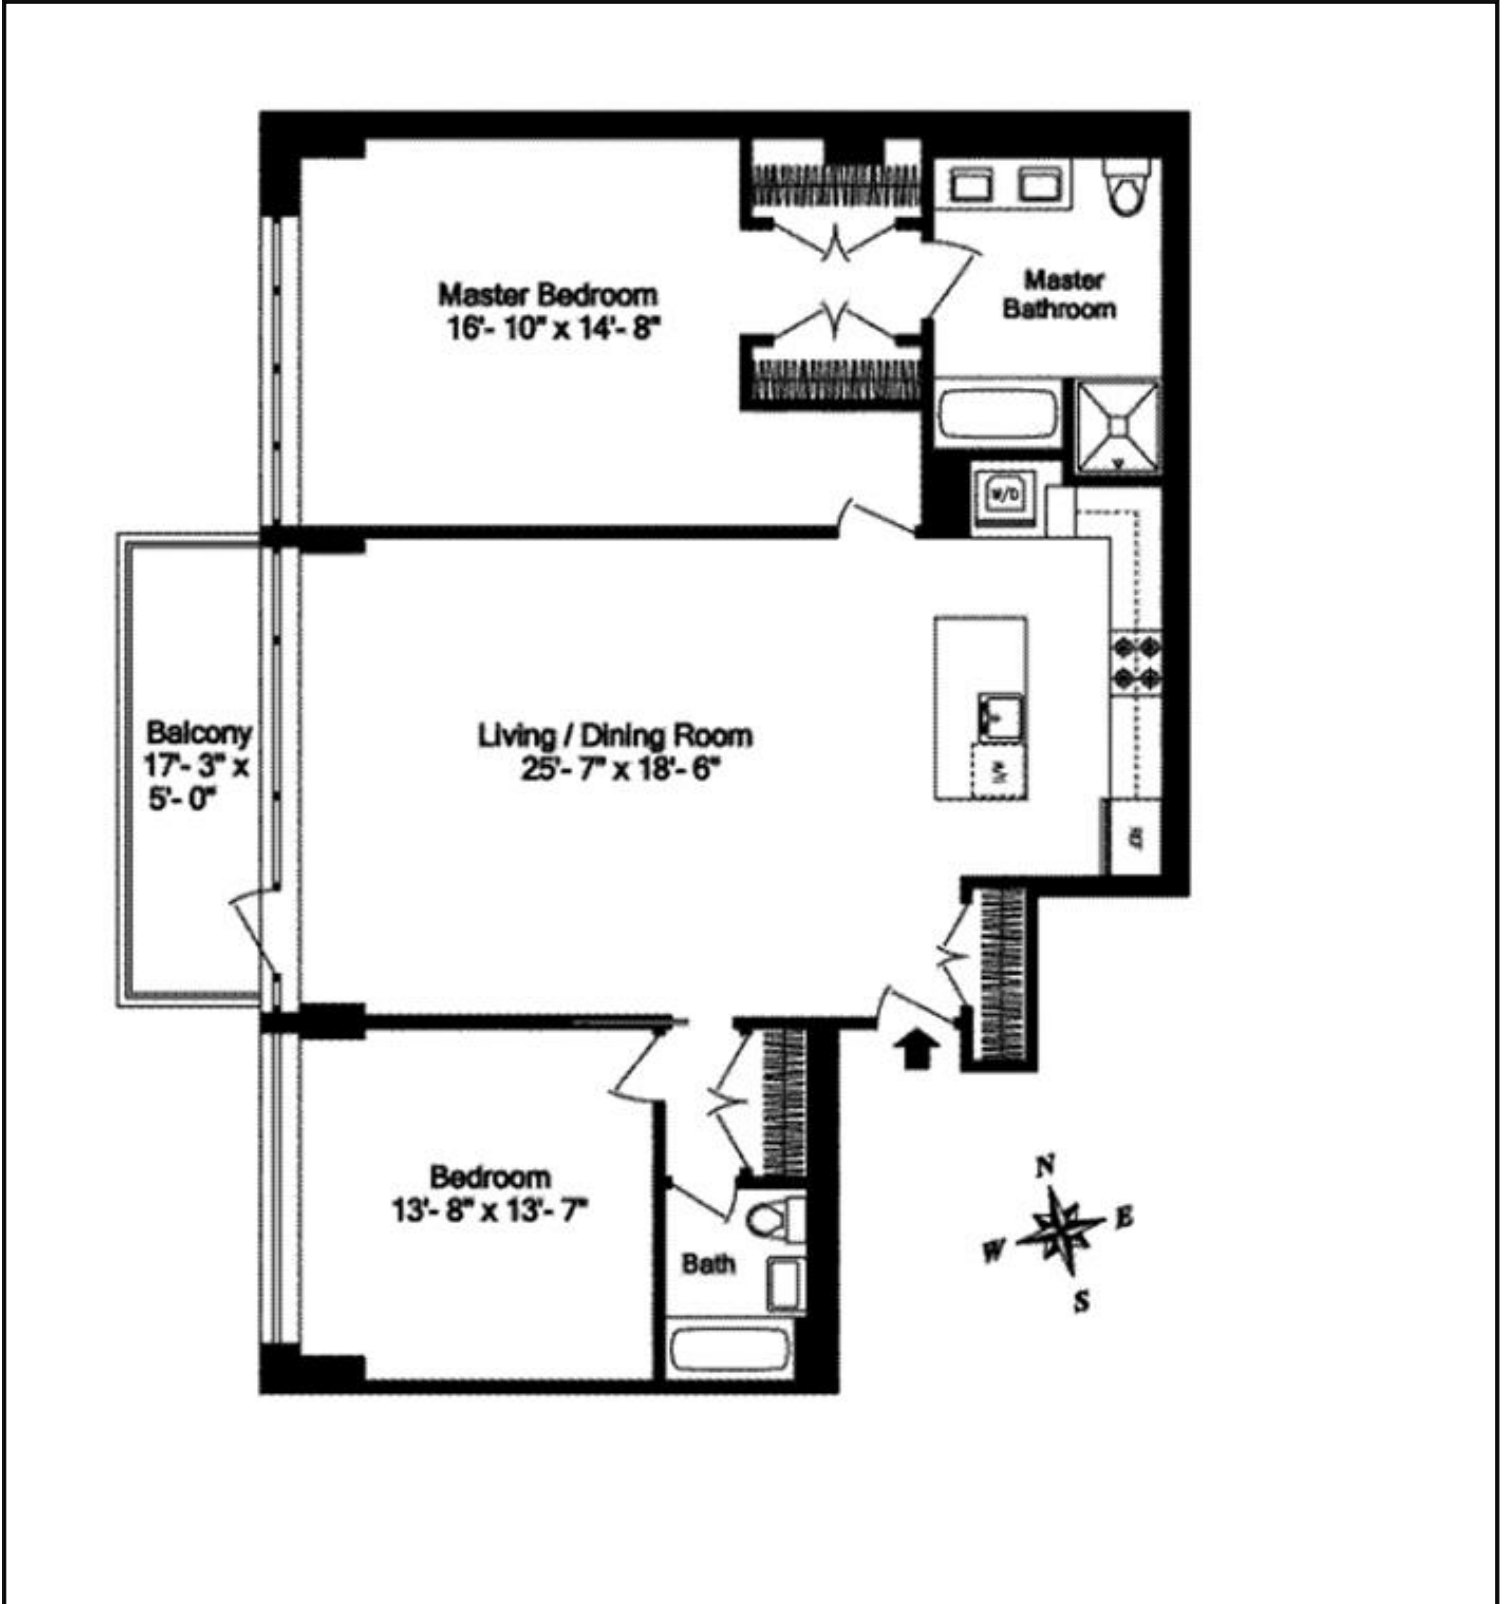 Master Bedroom
16'- 10" x 14'- 8"
Master
Bathroom
W/D
Balcony
17'- 3" x
5'- 0"
Living / Dining Room
25'- 7" x 18'- 6"
REF
Bedroom
13'- 8" x 13'- 7"
Bath
N
E
W
S